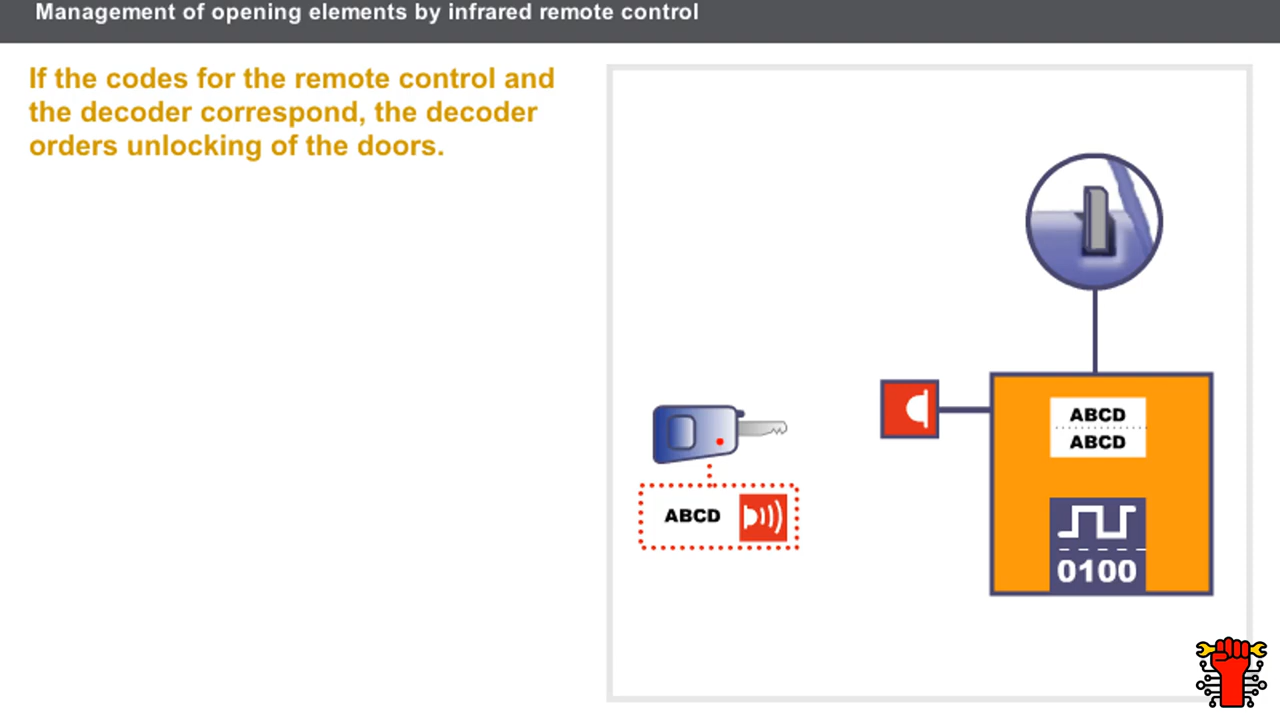 Management of opening elements by infrared remote control
If the codes for the remote control and
the decoder correspond, the decoder
orders unlocking of the doors.
ABCD
ABCD
ABCD
0100